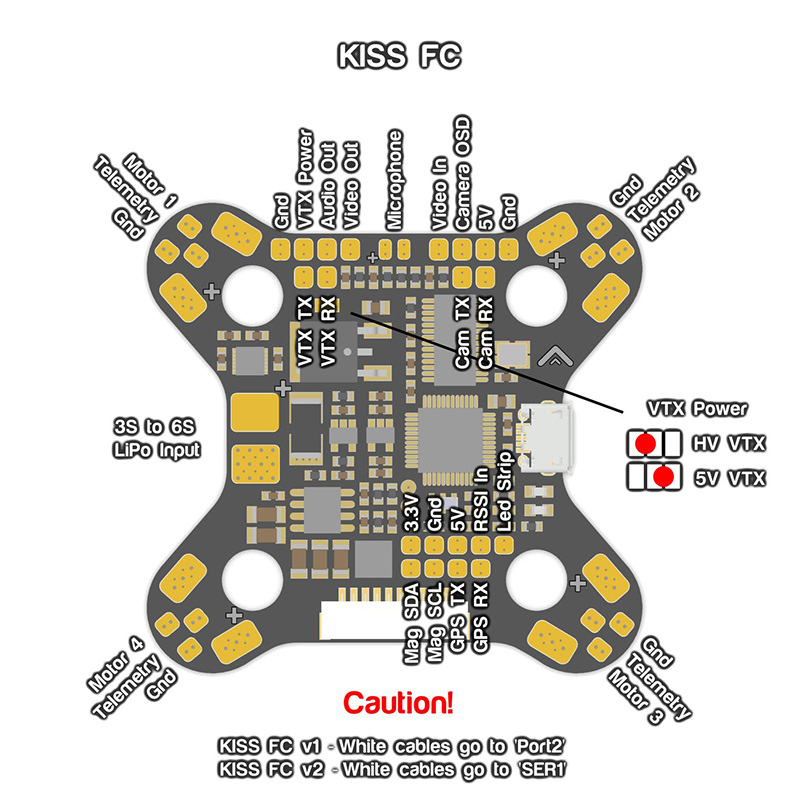 KISS FC
Motor 1
Telemetry
Gnd
Gnd
VTX Power
Audio Out
Video Out
Microphone
Video In
Camera OSD
5V
Gnd
Gnd
Telemetry
Motor 2
VTX TX
VTX RX
Cam TX
Cam RX
3S to 6S
LiPo Input
VTX Power
HV VTX
5V VTX
3.3V
Gnd
5V
RSSI In
Led Strip
Mag SDA
Mag SCL
GPS TX
GPS RX
Motor 4
Telemetry
Gnd
Gnd
Telemetry
Motor 3
Caution!
KISS FC v1 - White cables go to 'Port2'
KISS FC v2 - White cables go to 'SER1'